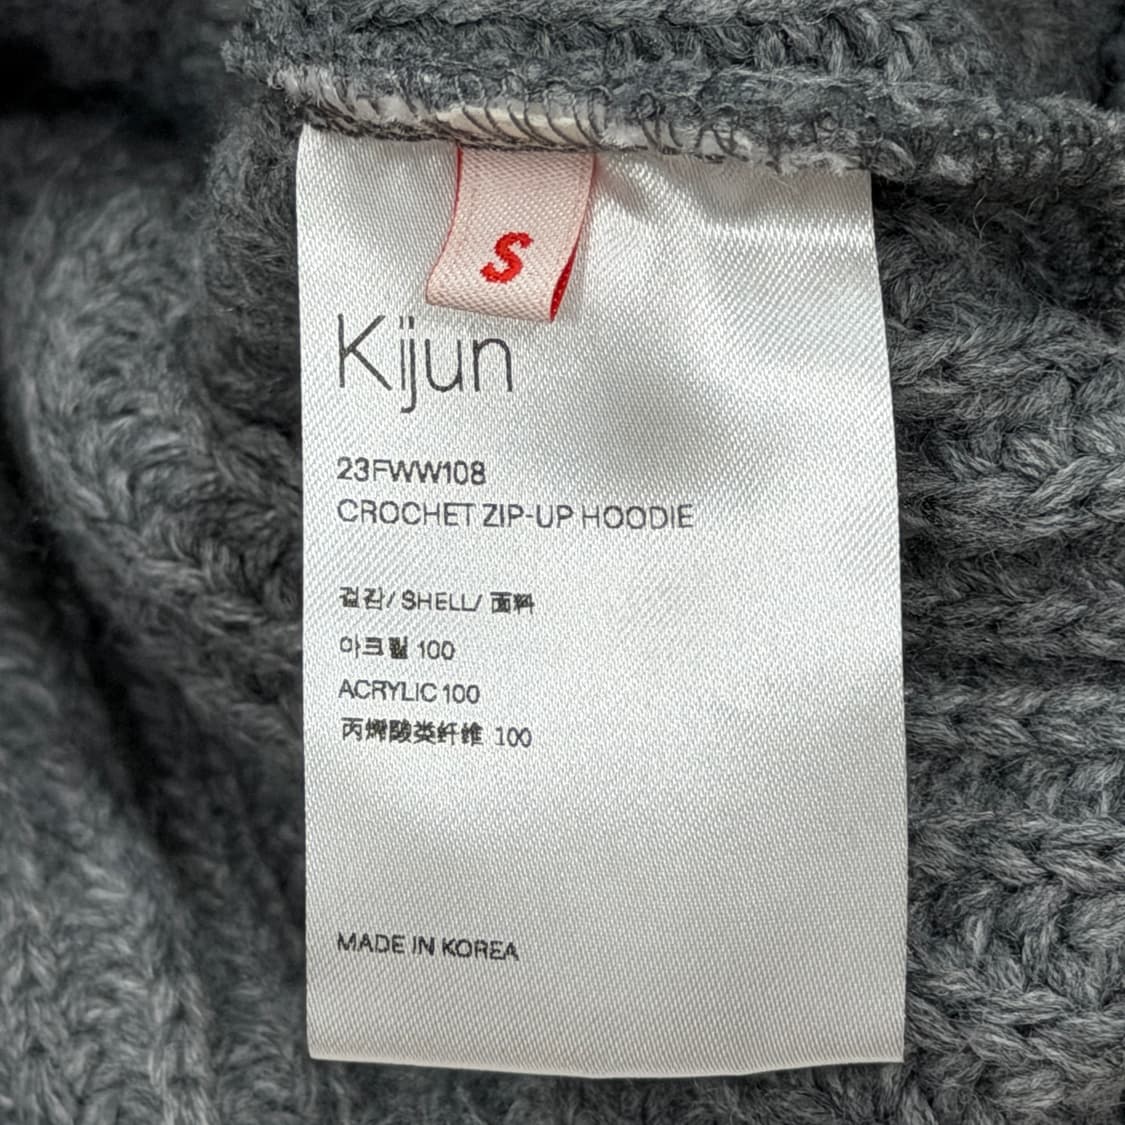 S
Kijun
23FWW108
CROCHET ZIP-UP HOODIE
겉감/ SHELL/ 面料
아크릴 100
ACRYLIC 100
丙烯酸类纤维 100
MADE IN KOREA